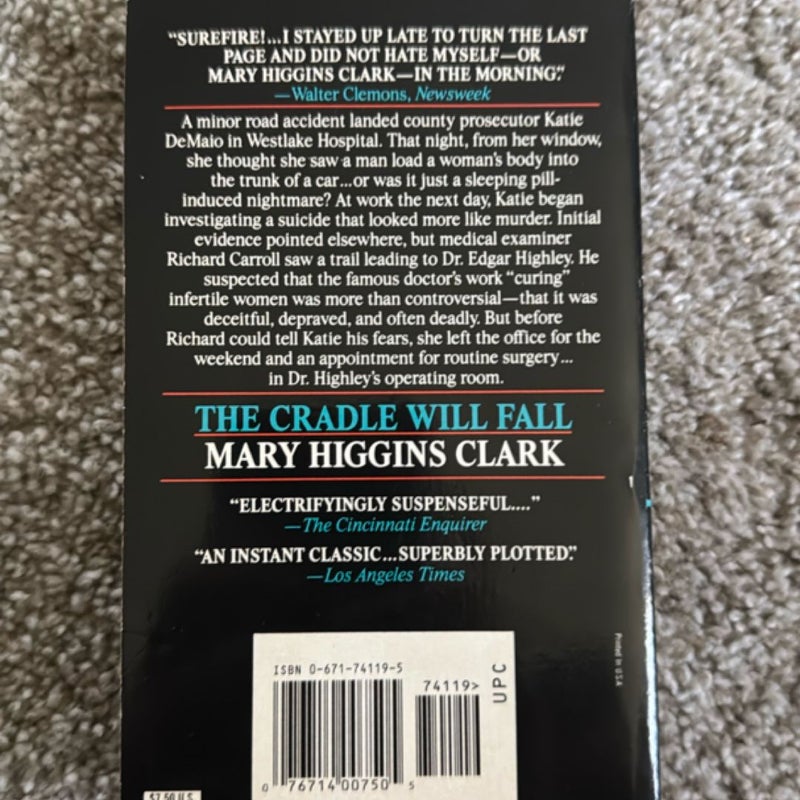 “SUREFIRE!...I STAYED UP LATE TO TURN THE LAST
PAGE AND DID NOT HATE MYSELF—OR
MARY HIGGINS CLARK—IN THE MORNING.”
—Walter Clemons, Newsweek
A minor road accident landed county prosecutor Katie
DeMaio in Westlake Hospital. That night, from her window,
she thought she saw a man load a woman's body into
the trunk of a car...or was it just a sleeping pill-
induced nightmare? At work the next day, Katie began
investigating a suicide that looked more like murder. Initial
evidence pointed elsewhere, but medical examiner
Richard Carroll saw a trail leading to Dr. Edgar Highley. He
suspected that the famous doctor's work “curing”
infertile women was more than controversial—that it was
deceitful, depraved, and often deadly. But before
Richard could tell Katie his fears, she left the office for the
weekend and an appointment for routine surgery...
in Dr. Highley's operating room.
THE CRADLE WILL FALL
MARY HIGGINS CLARK
“ELECTRIFYINGLY SUSPENSEFUL....”
—The Cincinnati Enquirer
“AN INSTANT CLASSIC...SUPERBLY PLOTTED.”
—Los Angeles Times
Printed in U.S.A.
ISBN 0-671-74119-5
74119>
UPC
0 76714 00750 5
$7.50 U.S.